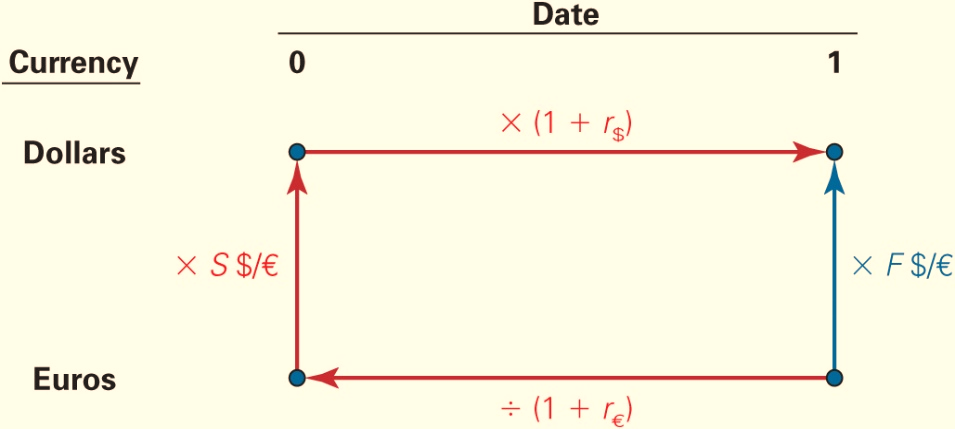 Date
Currency 0 1
× (1 + r$)
Dollars
× S $/€ × F $/€
Euros
÷ (1 + r€)